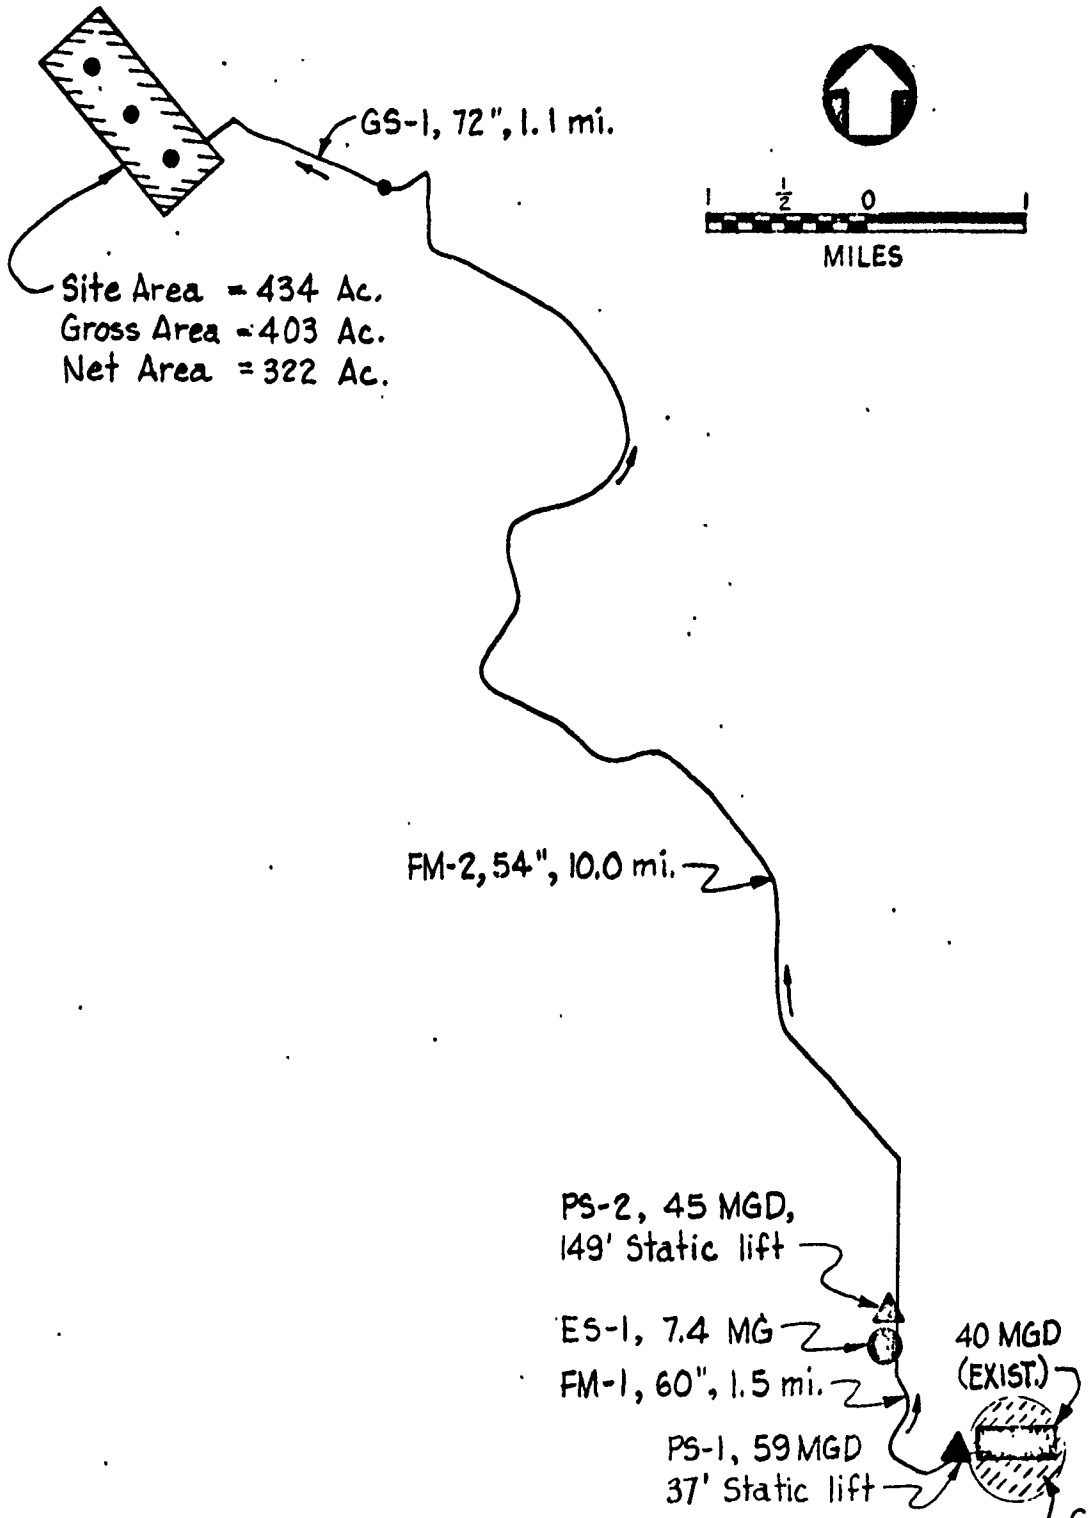 GS-1, 72", 1.1 mi.
1 ½ 0 1
MILES
Site Area = 434 Ac.
Gross Area = 403 Ac.
Net Area = 322 Ac.
FM-2, 54", 10.0 mi.
PS-2, 45 MGD,
149' Static lift
ES-1, 7.4 MG
40 MGD
(EXIST.)
FM-1, 60", 1.5 mi.
PS-1, 59 MGD
37' Static lift